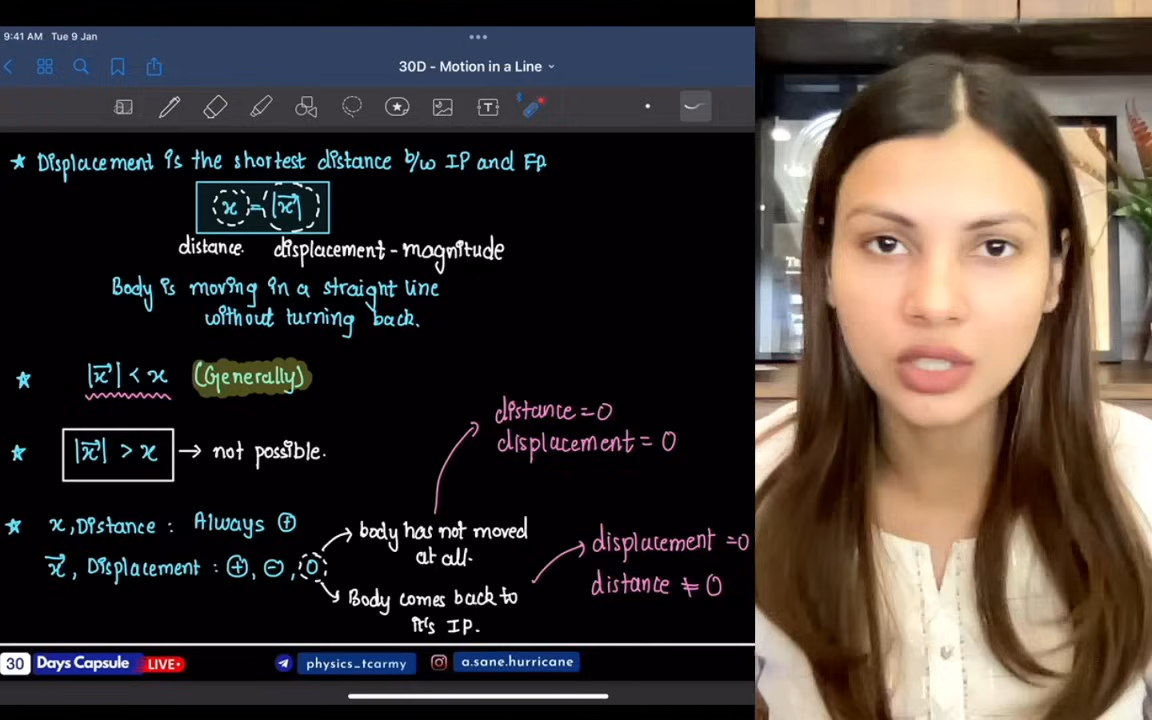 9:41 AM Tue 9 Jan
30D - Motion in a Line
T
★ Displacement is the shortest distance b/w IP and FP
x = |x⃗|
distance. displacement - magnitude
Body is moving in a straight line
without turning back.
★ |x⃗| < x (Generally)
distance = 0
displacement = 0
★ |x⃗| > x → not possible.
★ x, Distance : Always ⊕
body has not moved
at all.
x⃗, Displacement : ⊕, ⊖, 0
displacement = 0
distance ≠ 0
Body comes back to
it's IP.
30 Days Capsule LIVE
physics_tcarmy
a.sane.hurricane